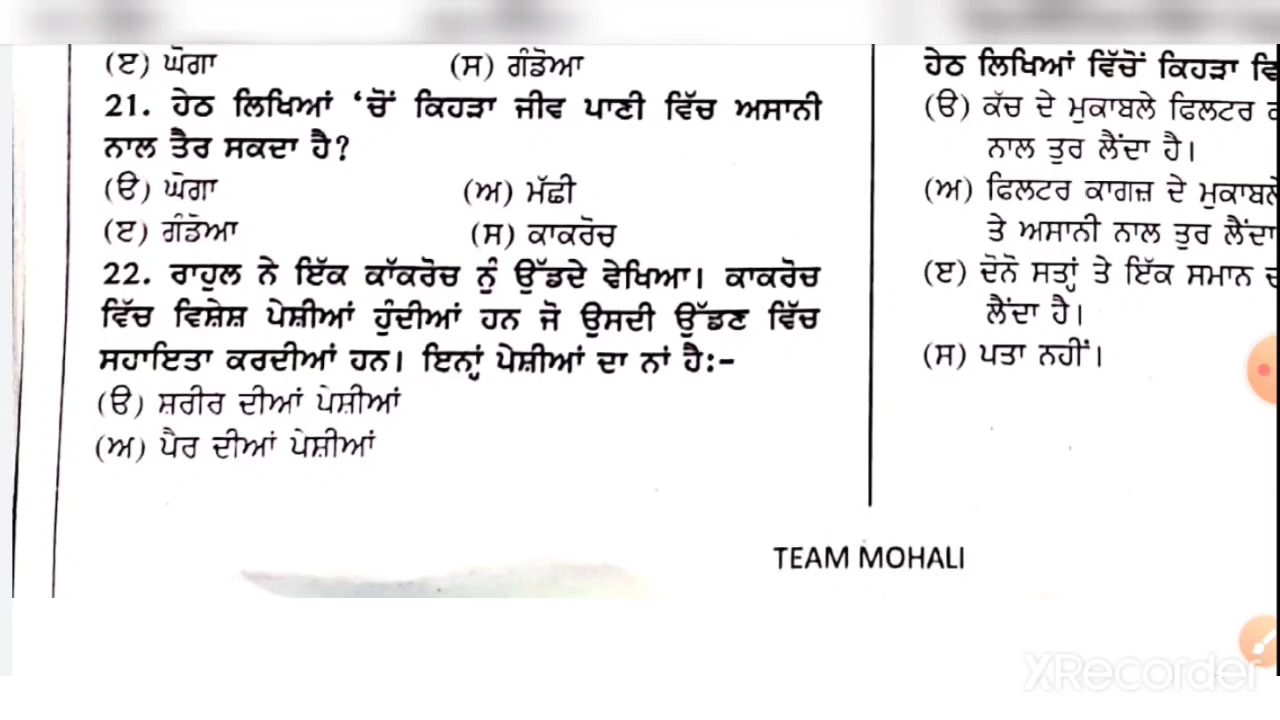 (ੲ) ਘੋਗਾ (ਸ) ਗੰਡੋਆ
21. ਹੇਠ ਲਿਖਿਆਂ ‘ਚੋਂ ਕਿਹੜਾ ਜੀਵ ਪਾਣੀ ਵਿੱਚ ਅਸਾਨੀ
ਨਾਲ ਤੈਰ ਸਕਦਾ ਹੈ?
(ੳ) ਘੋਗਾ (ਅ) ਮੱਛੀ
(ੲ) ਗੰਡੋਆ (ਸ) ਕਾਕਰੋਚ
22. ਰਾਹੁਲ ਨੇ ਇੱਕ ਕਾੱਕਰੋਚ ਨੂੰ ਉੱਡਦੇ ਵੇਖਿਆ। ਕਾਕਰੋਚ
ਵਿੱਚ ਵਿਸ਼ੇਸ਼ ਪੇਸ਼ੀਆਂ ਹੁੰਦੀਆਂ ਹਨ ਜੋ ਉਸਦੀ ਉੱਡਣ ਵਿੱਚ
ਸਹਾਇਤਾ ਕਰਦੀਆਂ ਹਨ। ਇਨ੍ਹਾਂ ਪੇਸ਼ੀਆਂ ਦਾ ਨਾਂ ਹੈ:-
(ੳ) ਸ਼ਰੀਰ ਦੀਆਂ ਪੇਸ਼ੀਆਂ
(ਅ) ਪੈਰ ਦੀਆਂ ਪੇਸ਼ੀਆਂ
ਹੇਠ ਲਿਖਿਆਂ ਵਿੱਚੋਂ ਕਿਹੜਾ
(ੳ) ਕੱਚ ਦੇ ਮੁਕਾਬਲੇ ਫਿਲਟਰ
ਨਾਲ ਤੁਰ ਲੈਂਦਾ ਹੈ।
(ਅ) ਫਿਲਟਰ ਕਾਗਜ਼ ਦੇ ਮੁਕਾਬਲੇ
ਤੇ ਅਸਾਨੀ ਨਾਲ ਤੁਰ ਲੈਂਦਾ
(ੲ) ਦੋਨੋ ਸਤ੍ਹਾਂ ਤੇ ਇੱਕ ਸਮਾਨ
ਲੈਂਦਾ ਹੈ।
(ਸ) ਪਤਾ ਨਹੀਂ।
TEAM MOHALI
XRecorder